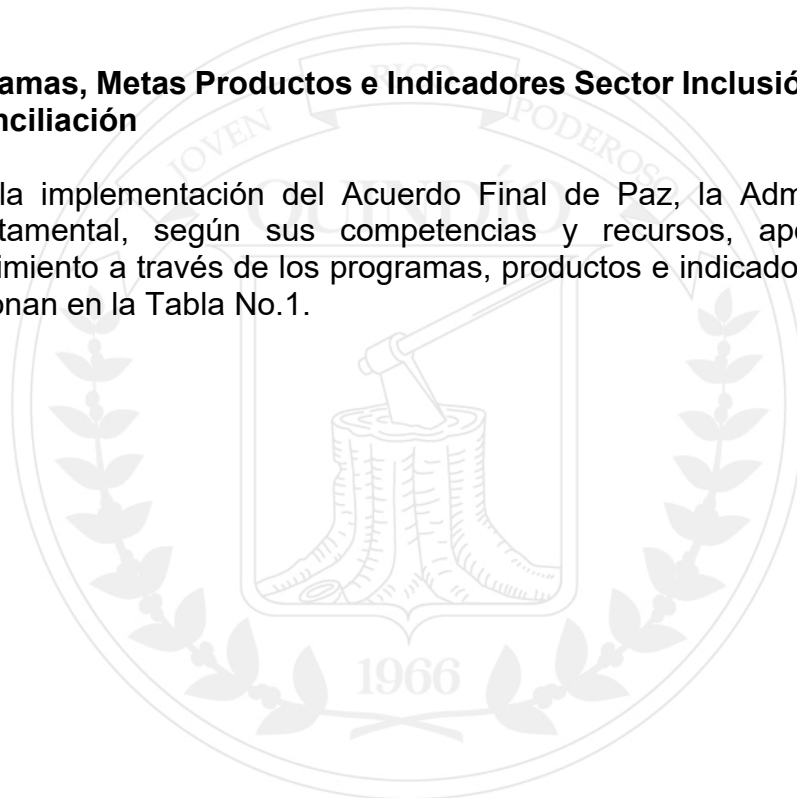 amas, Metas Productos e Indicadores Sector Inclusió
nciliación
la implementación del Acuerdo Final de Paz, la Adm
tamental, según sus competencias y recursos, apo
imiento a través de los programas, productos e indicado
onan en la Tabla No.1.
JOVEN RICO PODEROSO
QUINDÍO
1966